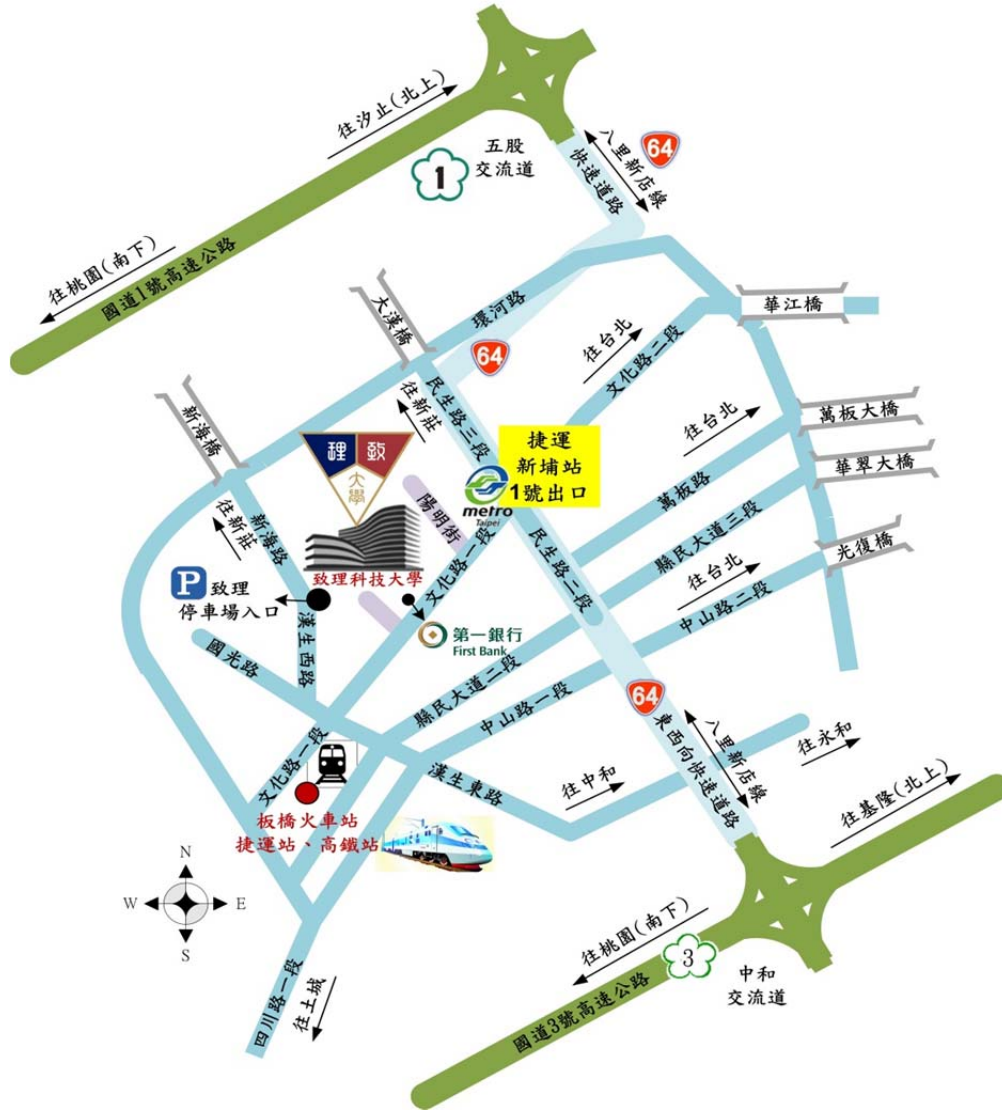 往汐止(北上)
五股
交流道
1
64
八里新店線
快速道路
往桃園(南下)
國道1號高速公路
大漢橋
環河路
華江橋
64
往台北
文化路二段
民生路三段
往新莊
新海橋
理 致
大學
捷運
新埔站
1號出口
metro
Taipei
往台北
萬板大橋
萬板路
華翠大橋
陽明街
新海路
往新莊
文化路一段
民生路二段
縣民大道三段
光復橋
往台北
致理科技大學
P 致理
停車場入口
中山路二段
漢生西路
第一銀行
First Bank
國光路
縣民大道二段
中山路一段
64
八里新店線
東西向快速道路
文化路一段
漢生東路
往中和
往永和
板橋火車站
捷運站、高鐵站
往基隆(北上)
N
W E
S
往桃園(南下)
3
中和
交流道
國道3號高速公路
四川路一段
往土城